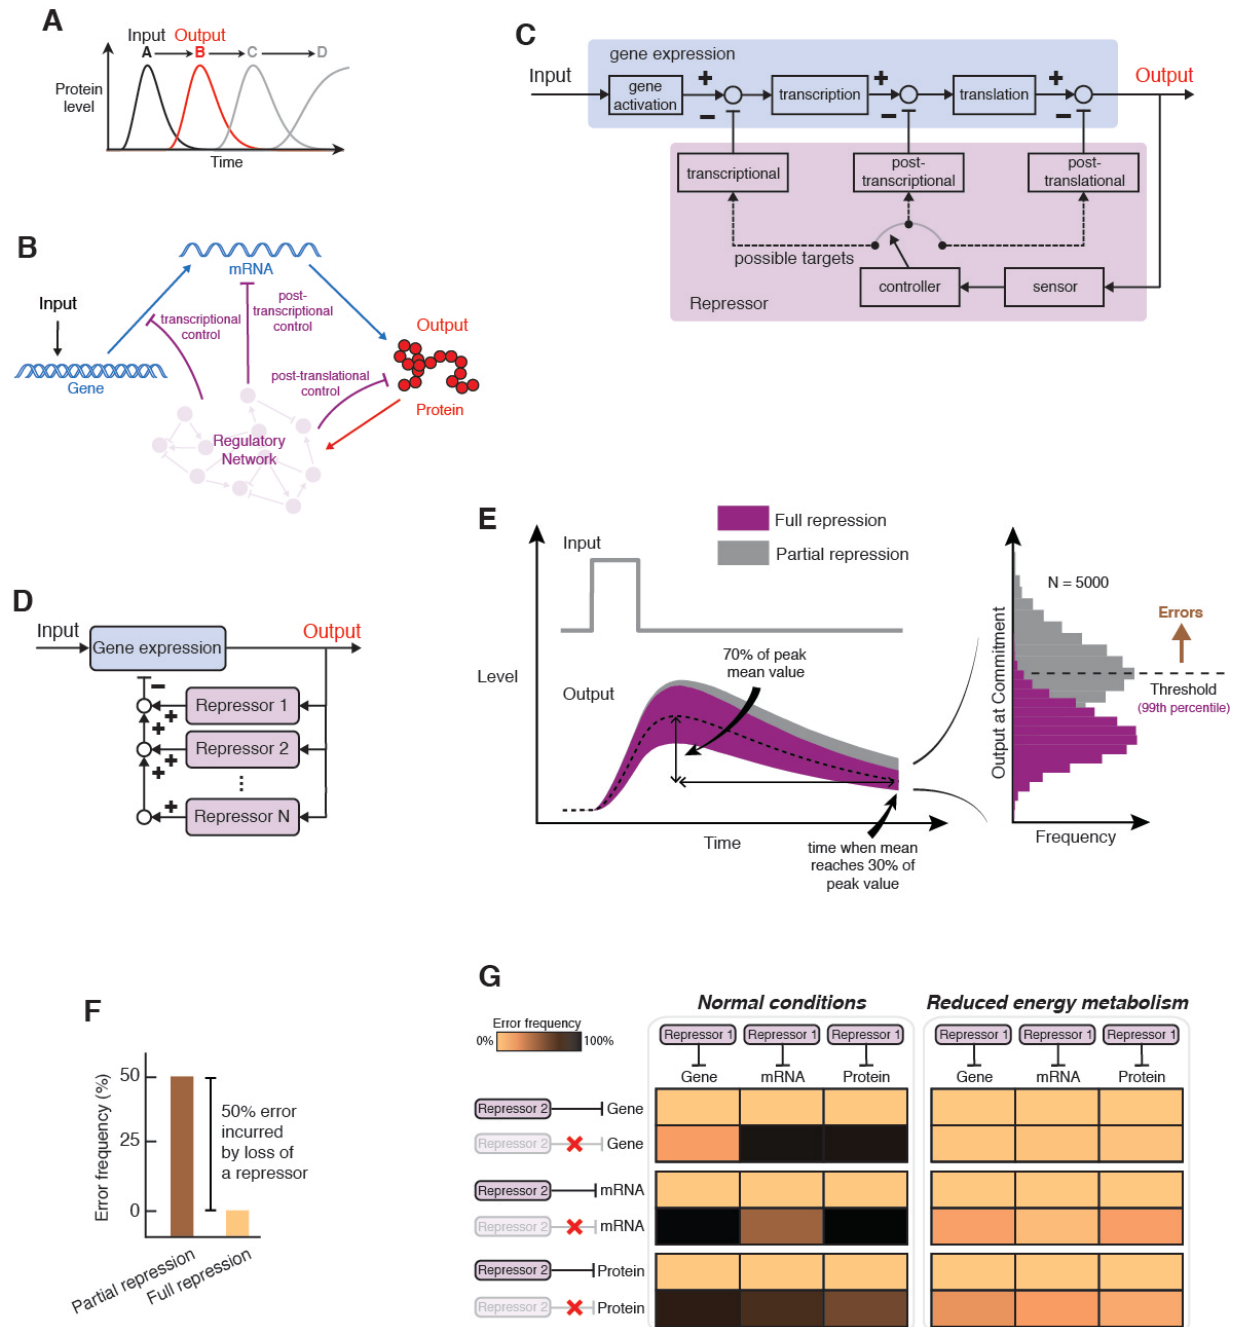 A
Input Output
A B C D
Protein
level
Time
B
mRNA
Input
transcriptional
control
post-
transcriptional
control
Gene
post-translational
control
Output
Protein
Regulatory
Network
C
gene expression
Input
gene
activation
+
−
transcription
+
−
translation
+
−
Output
transcriptional
post-
transcriptional
post-
translational
possible targets
controller
sensor
Repressor
D
Input
Gene expression
Output
−
+
Repressor 1
+
+
Repressor 2
+
⋮
+
Repressor N
E
Full repression
Partial repression
Input
Level
Output
70% of peak
mean value
Time
time when mean
reaches 30% of
peak value
N = 5000
Errors
Threshold
(99th percentile)
Output at Commitment
Frequency
F
Error frequency (%)
50
25
0
50% error
incurred
by loss of
a repressor
Partial repression
Full repression
G
Normal conditions
Reduced energy metabolism
Error frequency
0% 100%
Repressor 1 Repressor 1 Repressor 1
Gene mRNA Protein
Repressor 1 Repressor 1 Repressor 1
Gene mRNA Protein
Repressor 2 Gene
Repressor 2 Gene
Repressor 2 mRNA
Repressor 2 mRNA
Repressor 2 Protein
Repressor 2 Protein